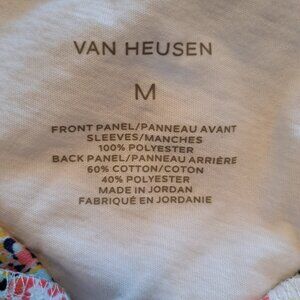 VAN HEUSEN
M
FRONT PANEL/PANNEAU AVANT
SLEEVES/MANCHES
100% POLYESTER
BACK PANEL/PANNEAU ARRIÈRE
60% COTTON/COTON
40% POLYESTER
MADE IN JORDAN
FABRIQUÉ EN JORDANIE